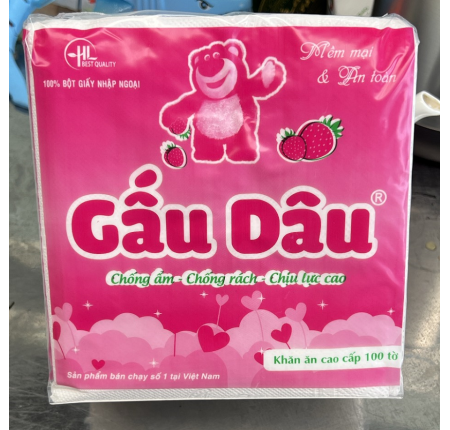 HL
BEST QUALITY
100% BỘT GIẤY NHẬP NGOẠI
Mềm mại
& An toàn
Gấu Dâu®
Chống ẩm - Chống rách - Chịu lực cao
Khăn ăn cao cấp 100 tờ
Sản phẩm bán chạy số 1 tại Việt Nam